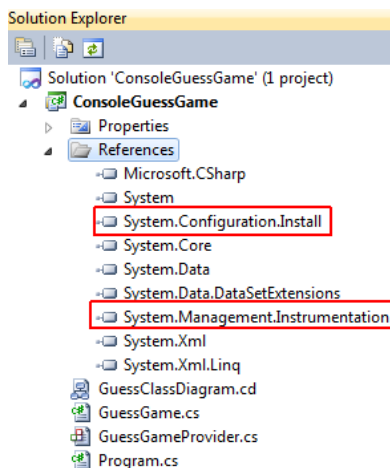 Solution Explorer
Solution 'ConsoleGuessGame' (1 project)
ConsoleGuessGame
Properties
References
Microsoft.CSharp
System
System.Configuration.Install
System.Core
System.Data
System.Data.DataSetExtensions
System.Management.Instrumentation
System.Xml
System.Xml.Linq
GuessClassDiagram.cd
GuessGame.cs
GuessGameProvider.cs
Program.cs